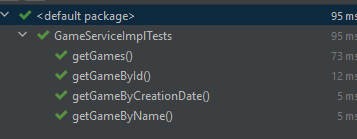 <default package> 95 ms
GameServiceImplTests 95 ms
getGames() 73 ms
getGameById() 12 ms
getGameByCreationDate() 5 ms
getGameByName() 5 ms